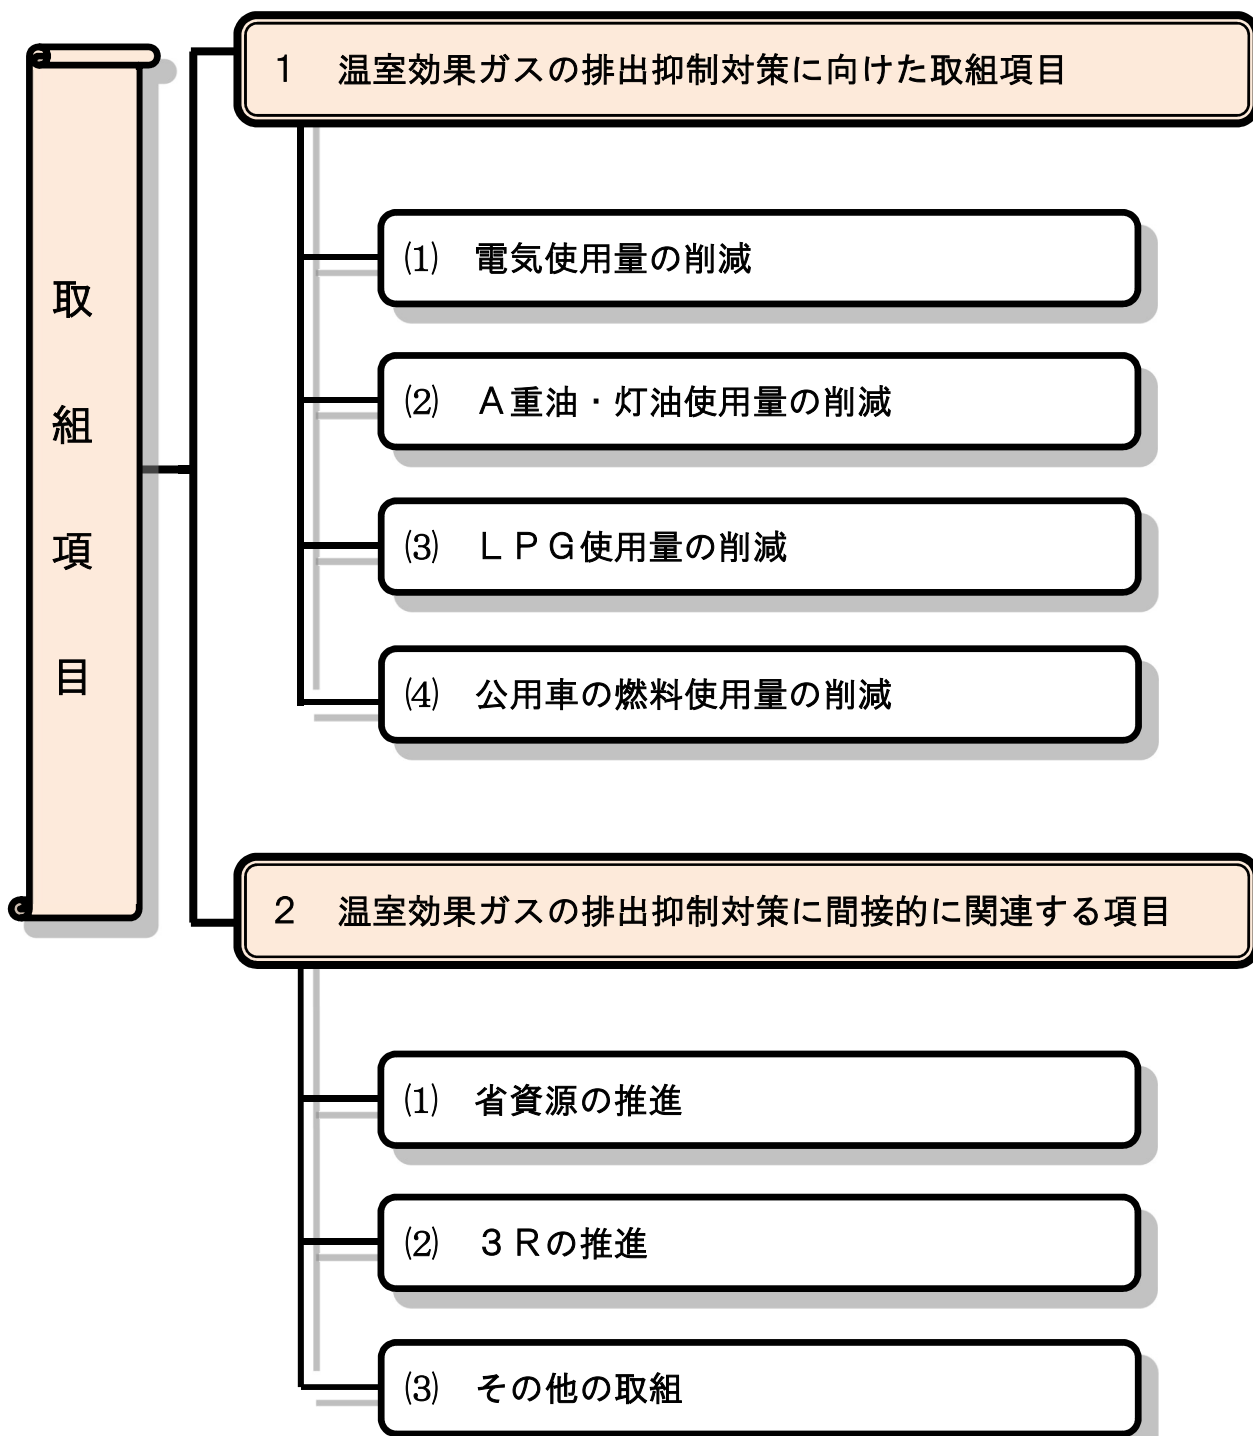 取組項目
１　温室効果ガスの排出抑制対策に向けた取組項目
⑴　電気使用量の削減
⑵　Ａ重油・灯油使用量の削減
⑶　ＬＰＧ使用量の削減
⑷　公用車の燃料使用量の削減
２　温室効果ガスの排出抑制対策に間接的に関連する項目
⑴　省資源の推進
⑵　３Ｒの推進
⑶　その他の取組